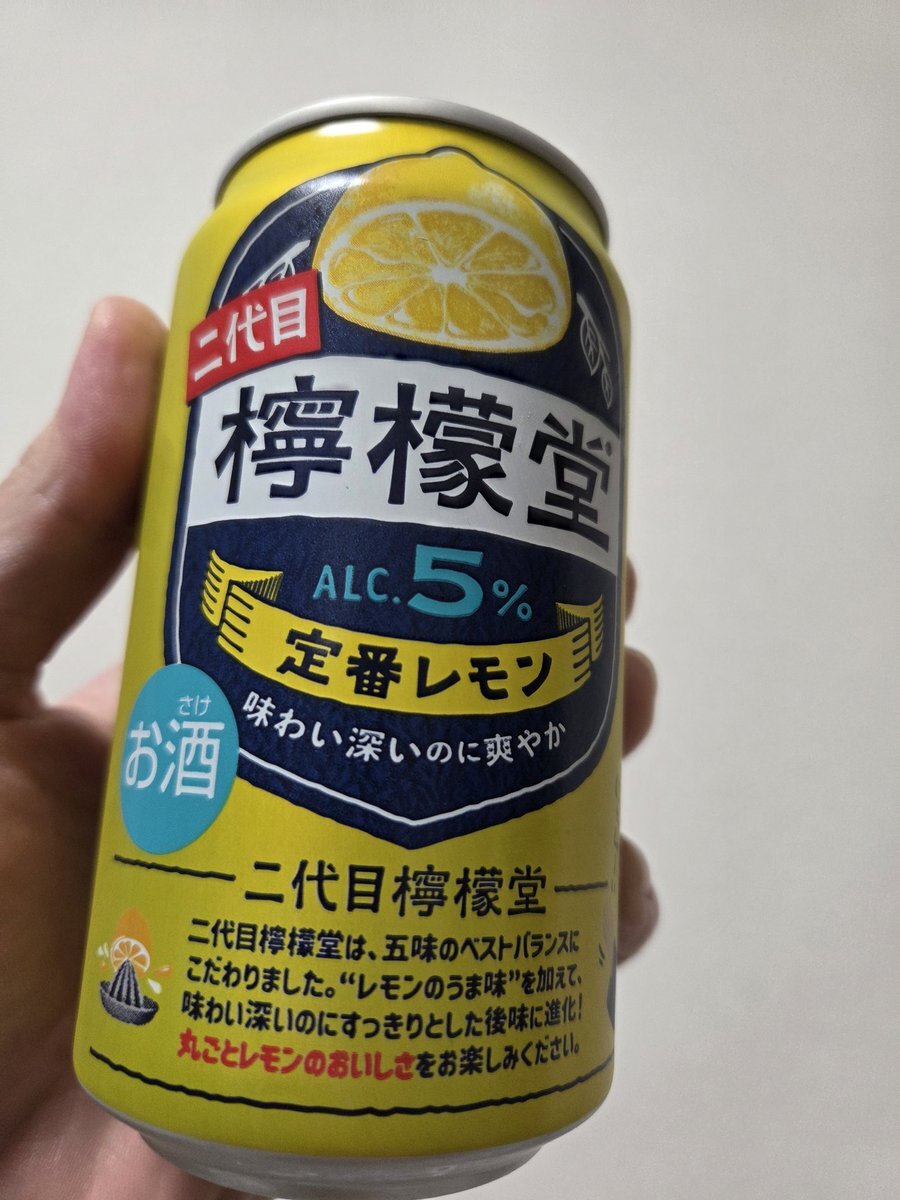 二代目
檸檬堂
ALC.5%
定番レモン
味わい深いのに爽やか
さけ
お酒
二代目檸檬堂
二代目檸檬堂は、五味のベストバランスに
こだわりました。“レモンのうま味”を加えて、
味わい深いのにすっきりとした後味に進化！
丸ごとレモンのおいしさをお楽しみください。